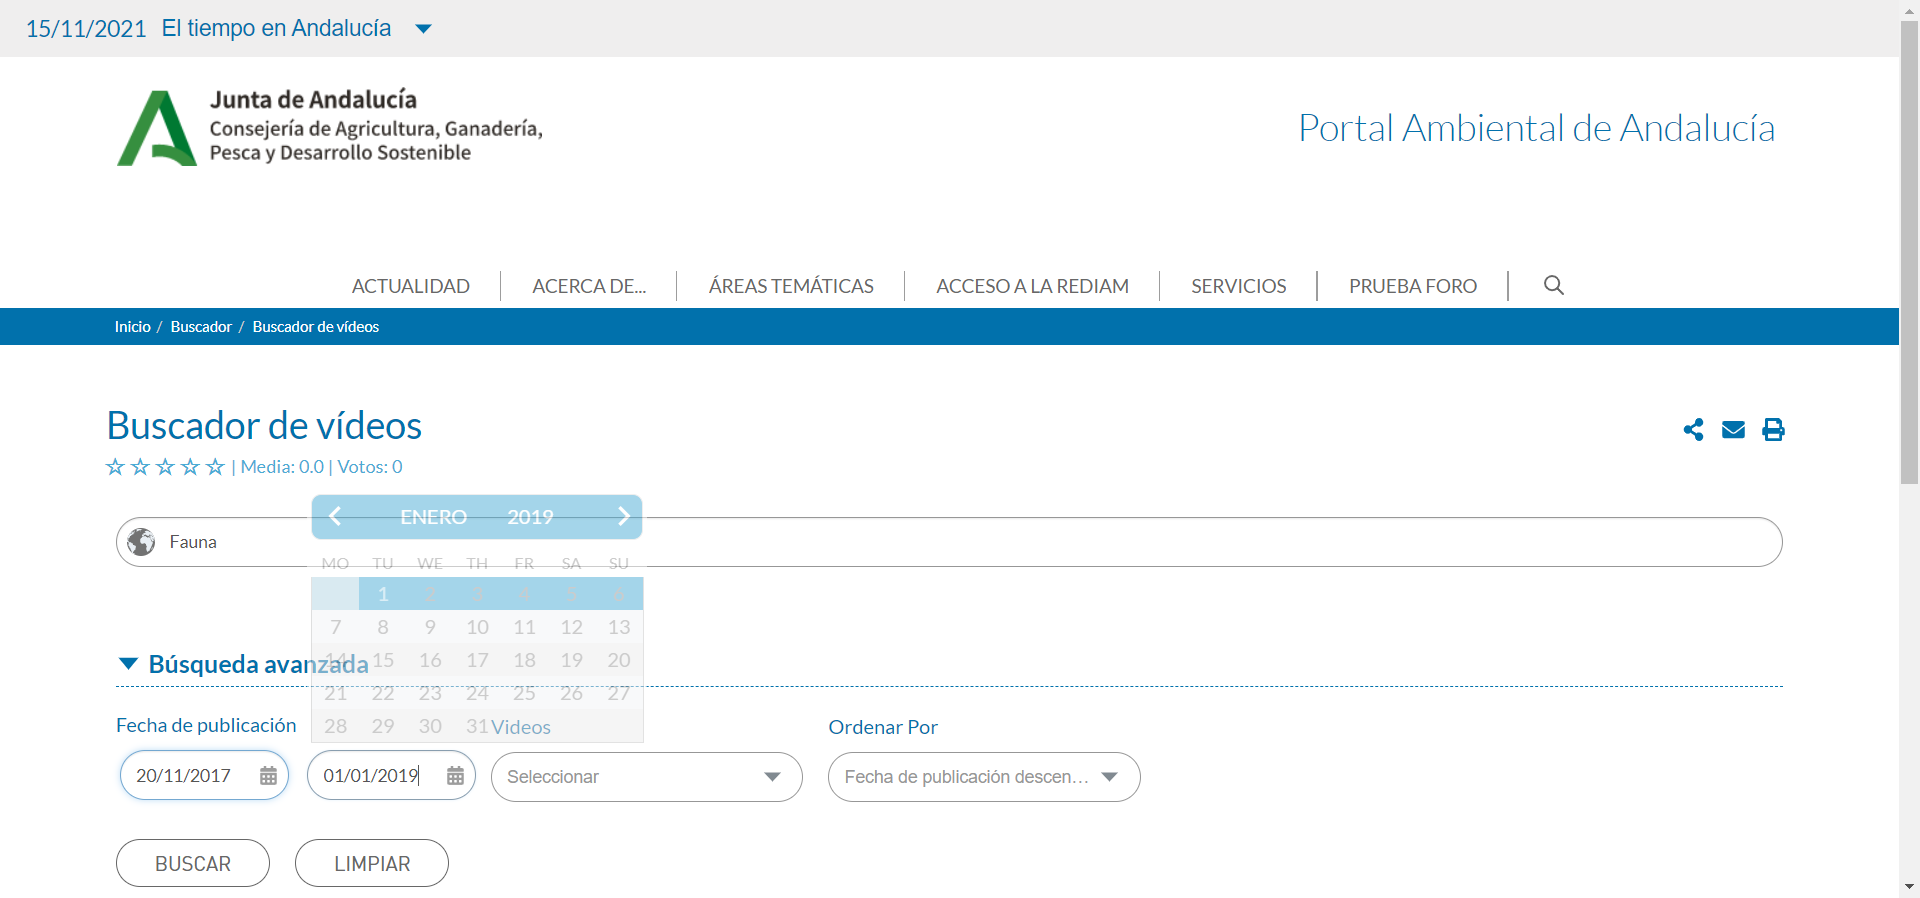 15/11/2021 El tiempo en Andalucía
Junta de Andalucía
Consejería de Agricultura, Ganadería,
Pesca y Desarrollo Sostenible
Portal Ambiental de Andalucía
ACTUALIDAD ACERCA DE... ÁREAS TEMÁTICAS ACCESO A LA REDIAM SERVICIOS PRUEBA FORO
Inicio / Buscador / Buscador de vídeos
Buscador de vídeos
| Media: 0.0 | Votos: 0
ENERO 2019
Fauna
MO TU WE TH FR SA SU
1 2 3 4 5 6
7 8 9 10 11 12 13
Búsqueda avanzada
14 15 16 17 18 19 20
21 22 23 24 25 26 27
28 29 30 31
Fecha de publicación Videos Ordenar Por
20/11/2017 01/01/2019 Seleccionar Fecha de publicación descen...
BUSCAR LIMPIAR